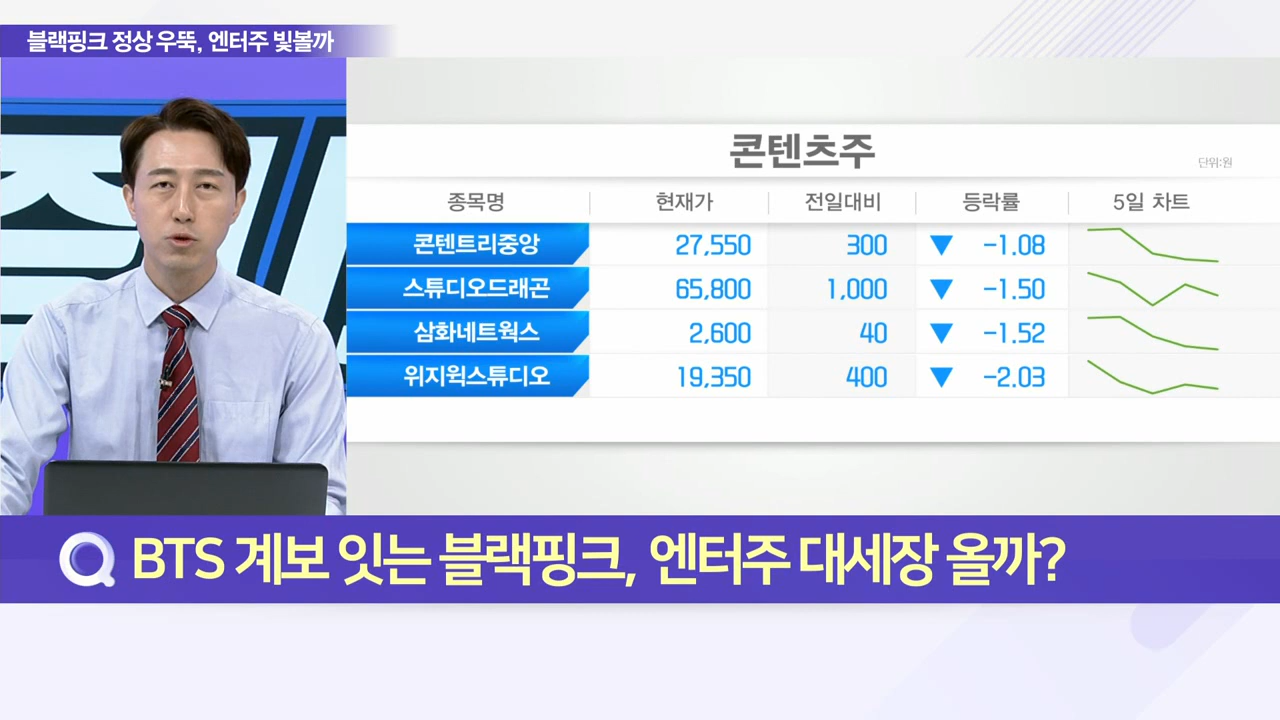 블랙핑크 정상 우뚝, 엔터주 빛볼까
콘텐츠주
단위:원
종목명 현재가 전일대비 등락률 5일 차트
콘텐트리중앙 27,550 300 ▼ -1.08
스튜디오드래곤 65,800 1,000 ▼ -1.50
삼화네트웍스 2,600 40 ▼ -1.52
위지윅스튜디오 19,350 400 ▼ -2.03
Q BTS 계보 잇는 블랙핑크, 엔터주 대세장 올까?